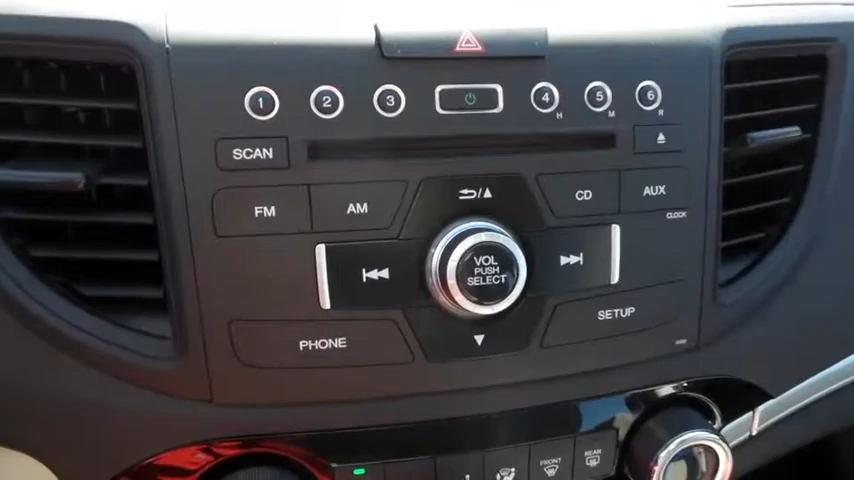 1 2 3 4 5 6
H M R
SCAN
FM AM CD AUX
CLOCK
VOL
PUSH
SELECT
PHONE SETUP
FRONT REAR